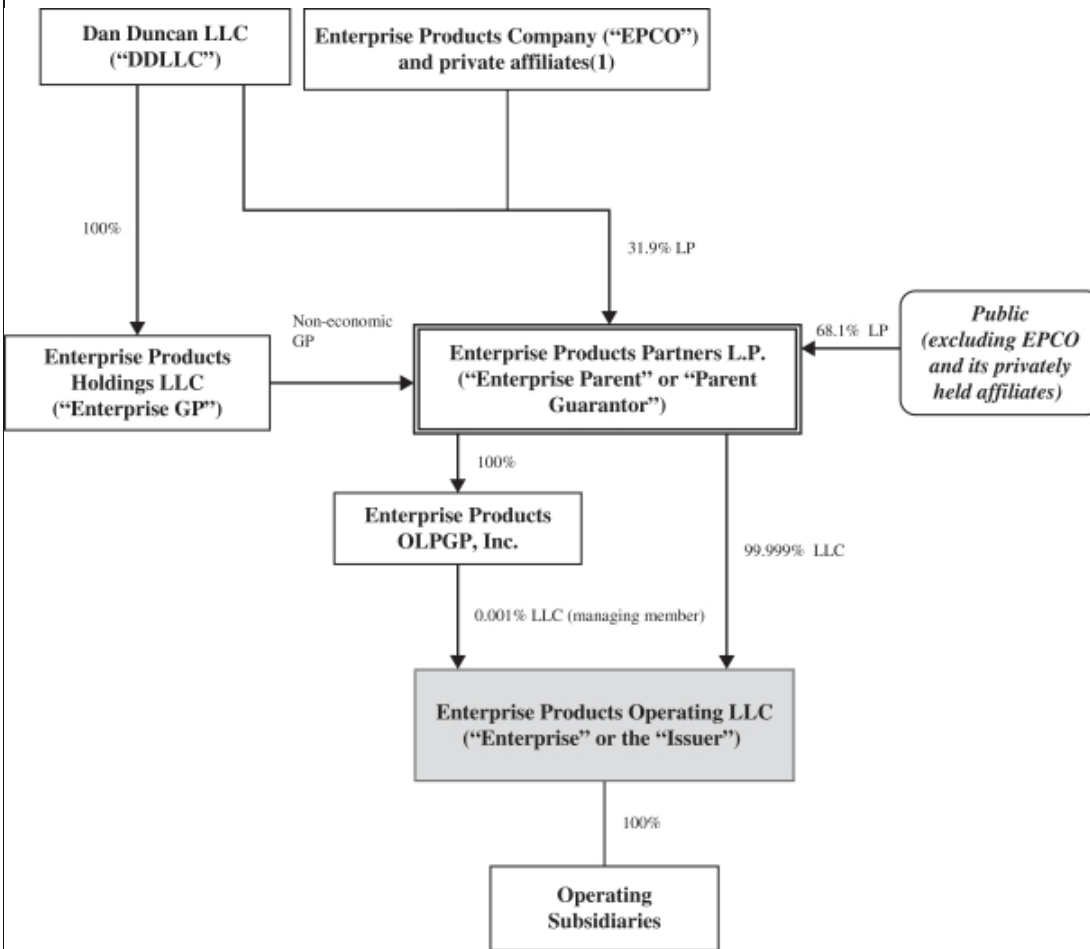 Dan Duncan LLC
(“DDLLC”)
Enterprise Products Company (“EPCO”)
and private affiliates(1)
100%
31.9% LP
Enterprise Products
Holdings LLC
(“Enterprise GP”)
Non-economic
GP
Enterprise Products Partners L.P.
(“Enterprise Parent” or “Parent
Guarantor”)
68.1% LP
Public
(excluding EPCO
and its privately
held affiliates)
100%
Enterprise Products
OLPGP, Inc.
99.999% LLC
0.001% LLC (managing member)
Enterprise Products Operating LLC
(“Enterprise” or the “Issuer”)
100%
Operating
Subsidiaries